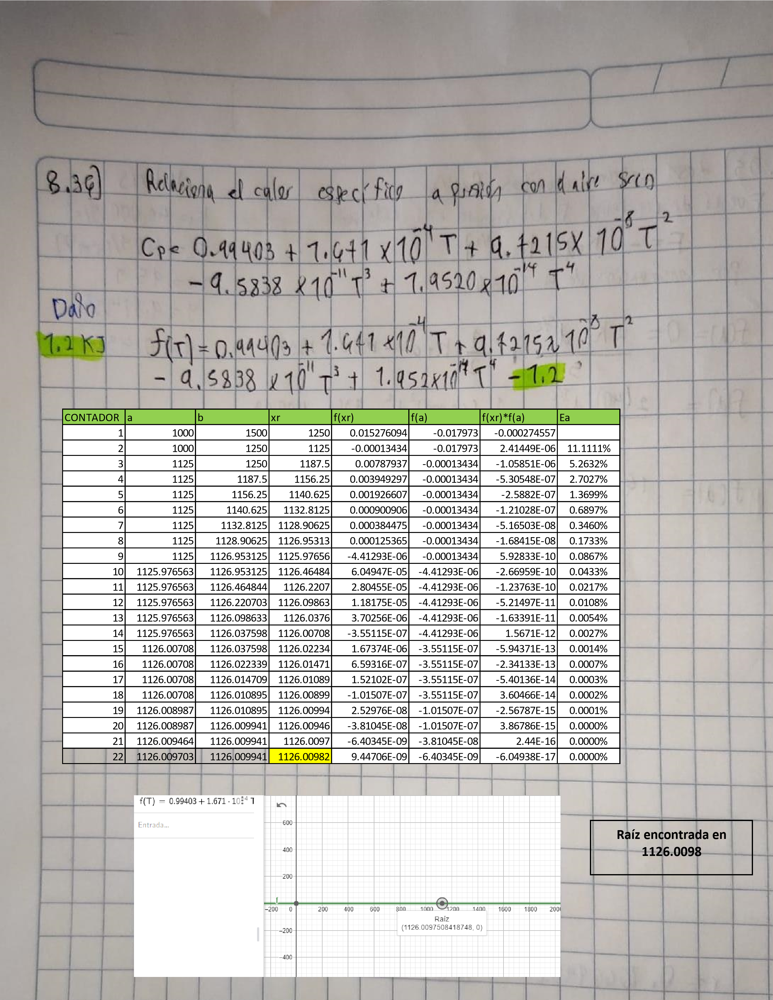 8.36] Relaciona el calor específico a presión con el aire seco
Cp= 0.99403 + 1.671 x10^-4 T + 9.7215X 10^-8 T^2
- 9.5838 x10^-11 T^3 + 1.9520x10^-14 T^4
Dato
1.2 KJ f(T) = 0.99403 + 1.671 x10^-4 T + 9.7215x 10^-8 T^2
- 9.5838 x10^-11 T^3 + 1.952x10^-14 T^4 - 1.2
CONTADOR a b xr f(xr) f(a) f(xr)*f(a) Ea
1 1000 1500 1250 0.015276094 -0.017973 -0.000274557
2 1000 1250 1125 -0.00013434 -0.017973 2.41449E-06 11.1111%
3 1125 1250 1187.5 0.00787937 -0.00013434 -1.05851E-06 5.2632%
4 1125 1187.5 1156.25 0.003949297 -0.00013434 -5.30548E-07 2.7027%
5 1125 1156.25 1140.625 0.001926607 -0.00013434 -2.5882E-07 1.3699%
6 1125 1140.625 1132.8125 0.000900906 -0.00013434 -1.21028E-07 0.6897%
7 1125 1132.8125 1128.90625 0.000384475 -0.00013434 -5.16503E-08 0.3460%
8 1125 1128.90625 1126.95313 0.000125365 -0.00013434 -1.68415E-08 0.1733%
9 1125 1126.953125 1125.97656 -4.41293E-06 -0.00013434 5.92833E-10 0.0867%
10 1125.976563 1126.953125 1126.46484 6.04947E-05 -4.41293E-06 -2.66959E-10 0.0433%
11 1125.976563 1126.464844 1126.2207 2.80455E-05 -4.41293E-06 -1.23763E-10 0.0217%
12 1125.976563 1126.220703 1126.09863 1.18175E-05 -4.41293E-06 -5.21497E-11 0.0108%
13 1125.976563 1126.098633 1126.0376 3.70256E-06 -4.41293E-06 -1.63391E-11 0.0054%
14 1125.976563 1126.037598 1126.00708 -3.55115E-07 -4.41293E-06 1.5671E-12 0.0027%
15 1126.00708 1126.037598 1126.02234 1.67374E-06 -3.55115E-07 -5.94371E-13 0.0014%
16 1126.00708 1126.022339 1126.01471 6.59316E-07 -3.55115E-07 -2.34133E-13 0.0007%
17 1126.00708 1126.014709 1126.01089 1.52102E-07 -3.55115E-07 -5.40136E-14 0.0003%
18 1126.00708 1126.010895 1126.00899 -1.01507E-07 -3.55115E-07 3.60466E-14 0.0002%
19 1126.008987 1126.010895 1126.00994 2.52976E-08 -1.01507E-07 -2.56787E-15 0.0001%
20 1126.008987 1126.009941 1126.00946 -3.81045E-08 -1.01507E-07 3.86786E-15 0.0000%
21 1126.009464 1126.009941 1126.0097 -6.40345E-09 -3.81045E-08 2.44E-16 0.0000%
22 1126.009703 1126.009941 1126.00982 9.44706E-09 -6.40345E-09 -6.04938E-17 0.0000%
f(T) = 0.99403 + 1.671 · 10^-4 T
Entrada...
600
400
200
f
−200 0 200 400 600 800 1000 1200 1400 1600 1800 200
Raíz
(1126.0097508418748, 0)
−200
−400
Raíz encontrada en
1126.0098